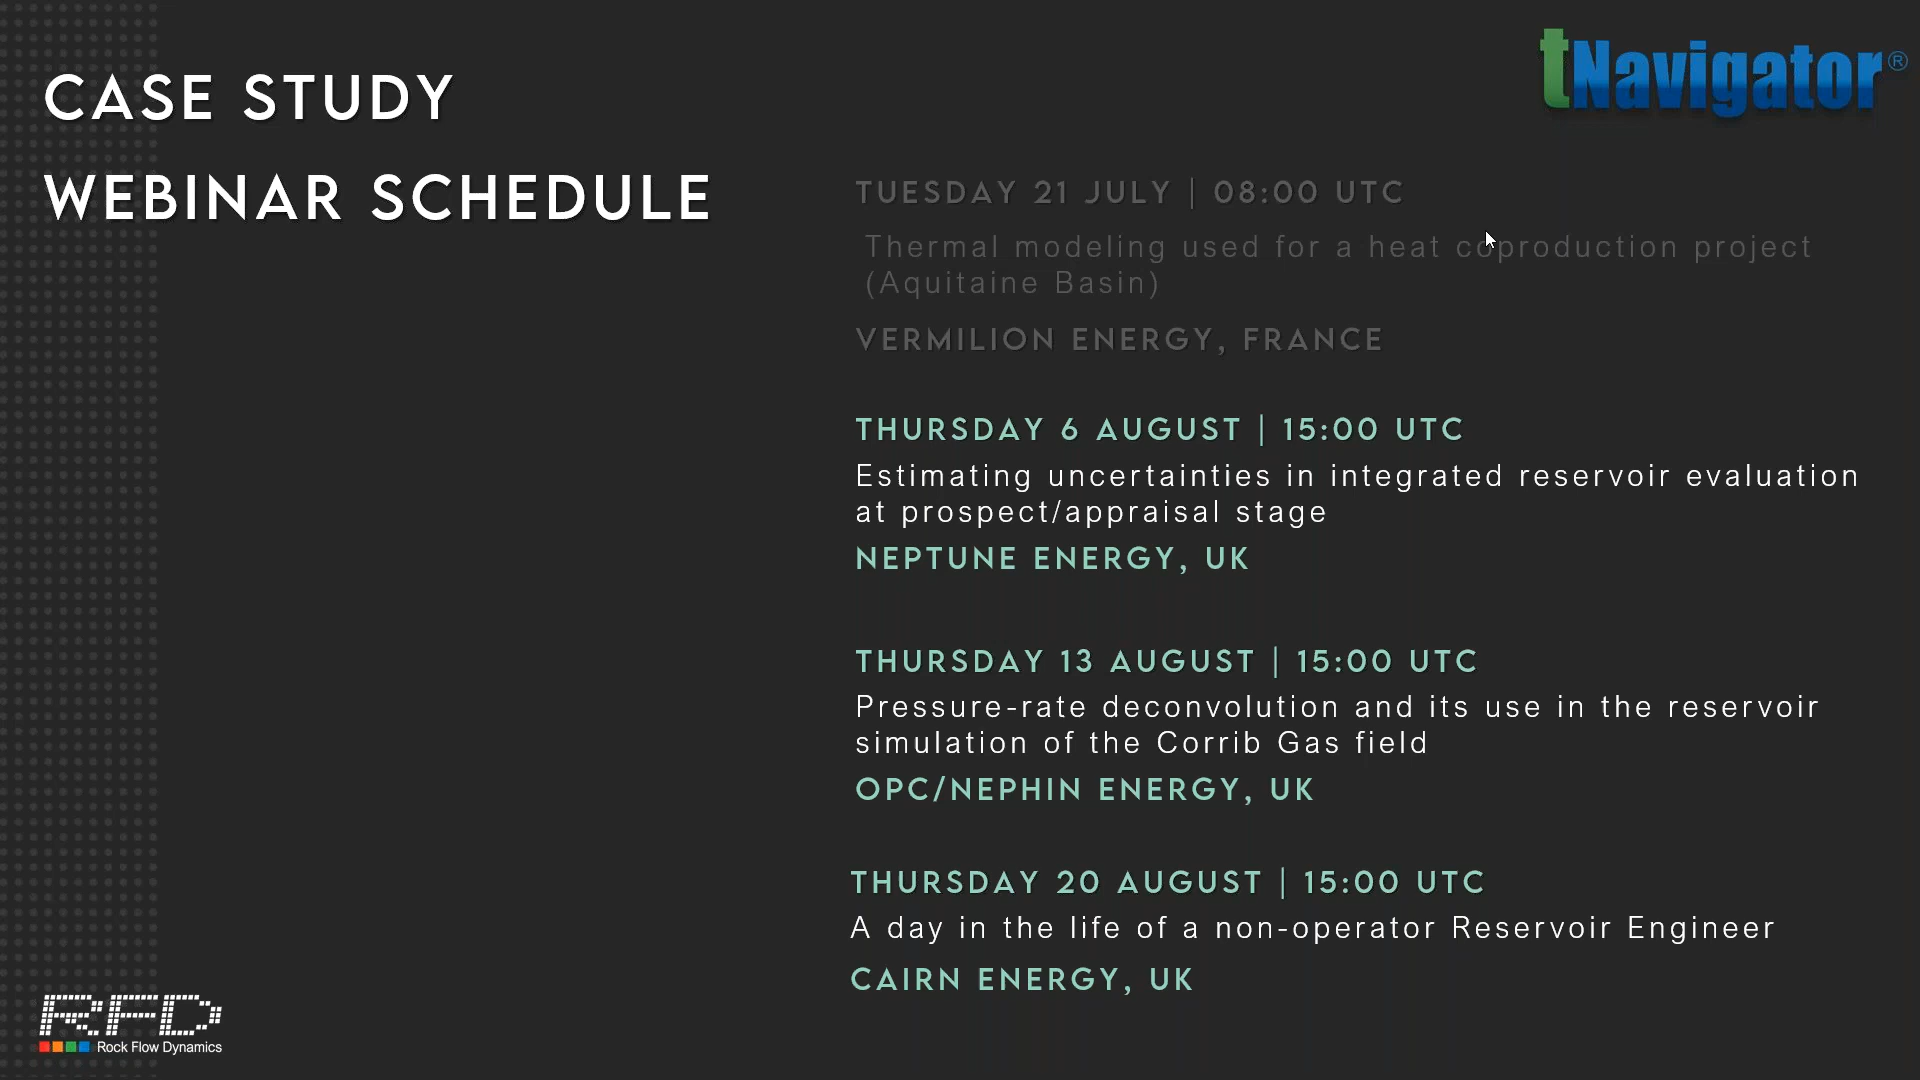 CASE STUDY
WEBINAR SCHEDULE
tNavigator®
TUESDAY 21 JULY | 08:00 UTC
Thermal modeling used for a heat coproduction project
(Aquitaine Basin)
VERMILION ENERGY, FRANCE
THURSDAY 6 AUGUST | 15:00 UTC
Estimating uncertainties in integrated reservoir evaluation
at prospect/appraisal stage
NEPTUNE ENERGY, UK
THURSDAY 13 AUGUST | 15:00 UTC
Pressure-rate deconvolution and its use in the reservoir
simulation of the Corrib Gas field
OPC/NEPHIN ENERGY, UK
THURSDAY 20 AUGUST | 15:00 UTC
A day in the life of a non-operator Reservoir Engineer
CAIRN ENERGY, UK
RFD
Rock Flow Dynamics